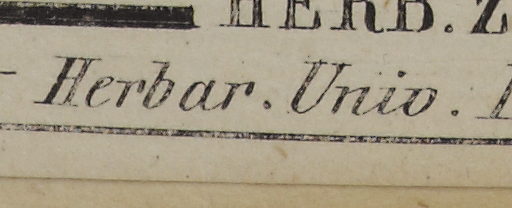 HERB. Z
- Herbar. Univ.